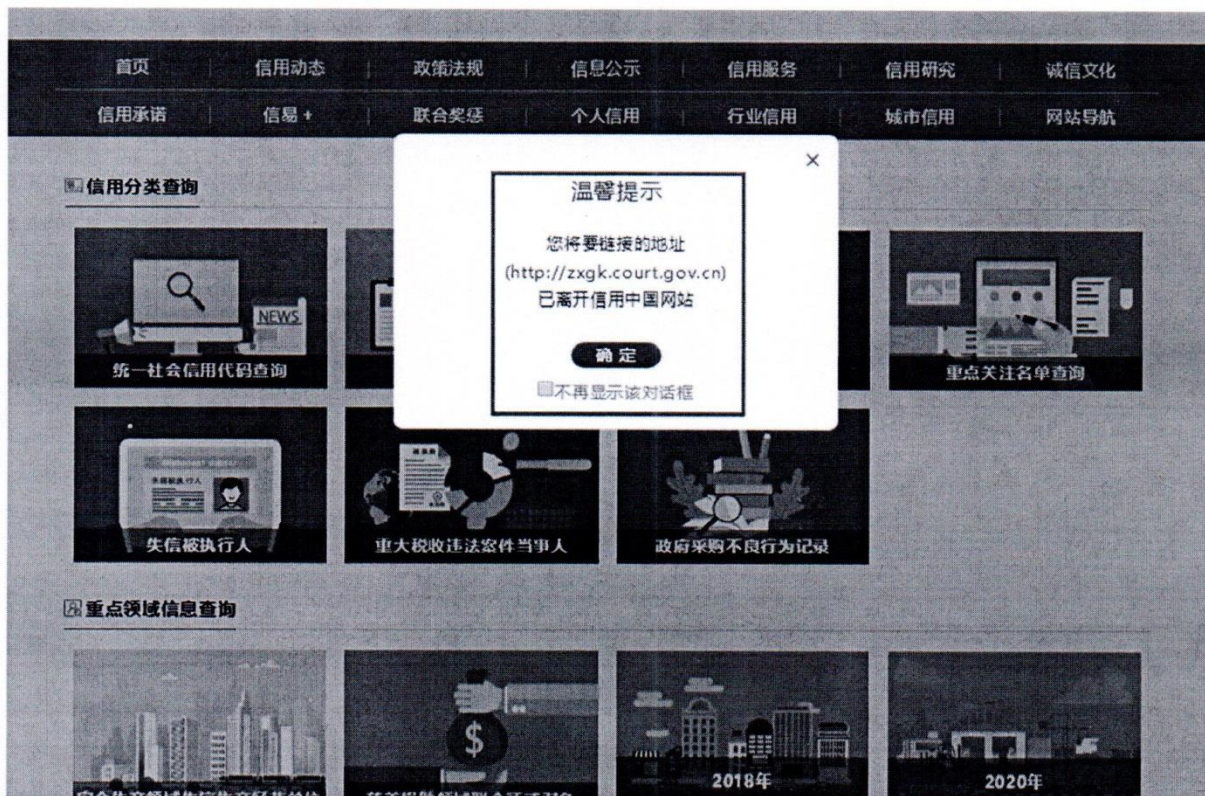 首页 信用动态 政策法规 信息公示 信用服务 信用研究 诚信文化
信用承诺 信易+ 联合奖惩 个人信用 行业信用 城市信用 网站导航
×
信用分类查询
温馨提示
您将要链接的地址
(http://zxgk.court.gov.cn)
已离开信用中国网站
确定
不再显示该对话框
NEWS
统一社会信用代码查询
重点关注名单查询
失信被执行人
失信被执行人
重大税收违法案件当事人
政府采购不良行为记录
重点领域信息查询
$
2018年
2020年